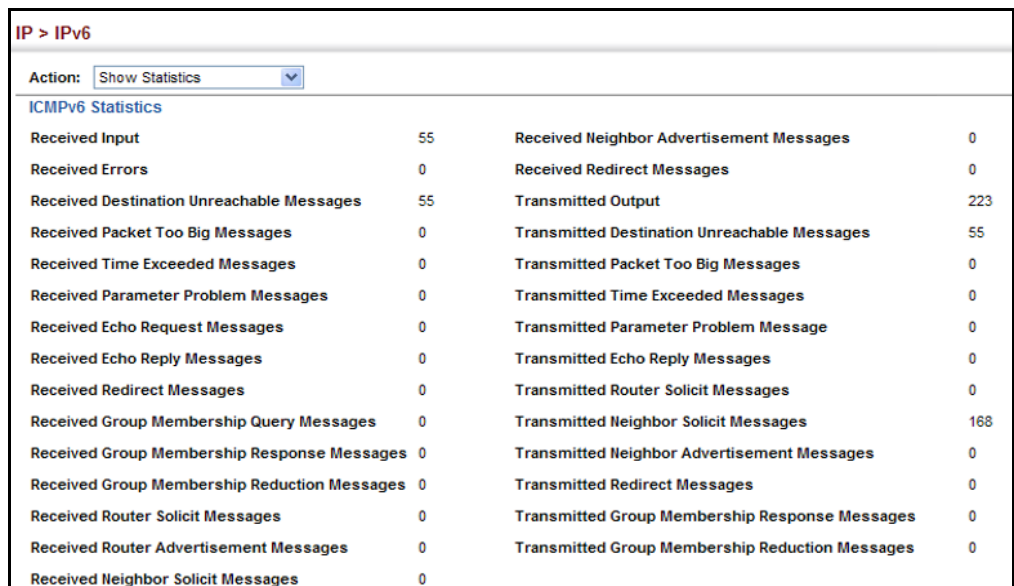 IP > IPv6
Action: Show Statistics
ICMPv6 Statistics
Received Input 55 Received Neighbor Advertisement Messages 0
Received Errors 0 Received Redirect Messages 0
Received Destination Unreachable Messages 55 Transmitted Output 223
Received Packet Too Big Messages 0 Transmitted Destination Unreachable Messages 55
Received Time Exceeded Messages 0 Transmitted Packet Too Big Messages 0
Received Parameter Problem Messages 0 Transmitted Time Exceeded Messages 0
Received Echo Request Messages 0 Transmitted Parameter Problem Message 0
Received Echo Reply Messages 0 Transmitted Echo Reply Messages 0
Received Redirect Messages 0 Transmitted Router Solicit Messages 0
Received Group Membership Query Messages 0 Transmitted Neighbor Solicit Messages 168
Received Group Membership Response Messages 0 Transmitted Neighbor Advertisement Messages 0
Received Group Membership Reduction Messages 0 Transmitted Redirect Messages 0
Received Router Solicit Messages 0 Transmitted Group Membership Response Messages 0
Received Router Advertisement Messages 0 Transmitted Group Membership Reduction Messages 0
Received Neighbor Solicit Messages 0